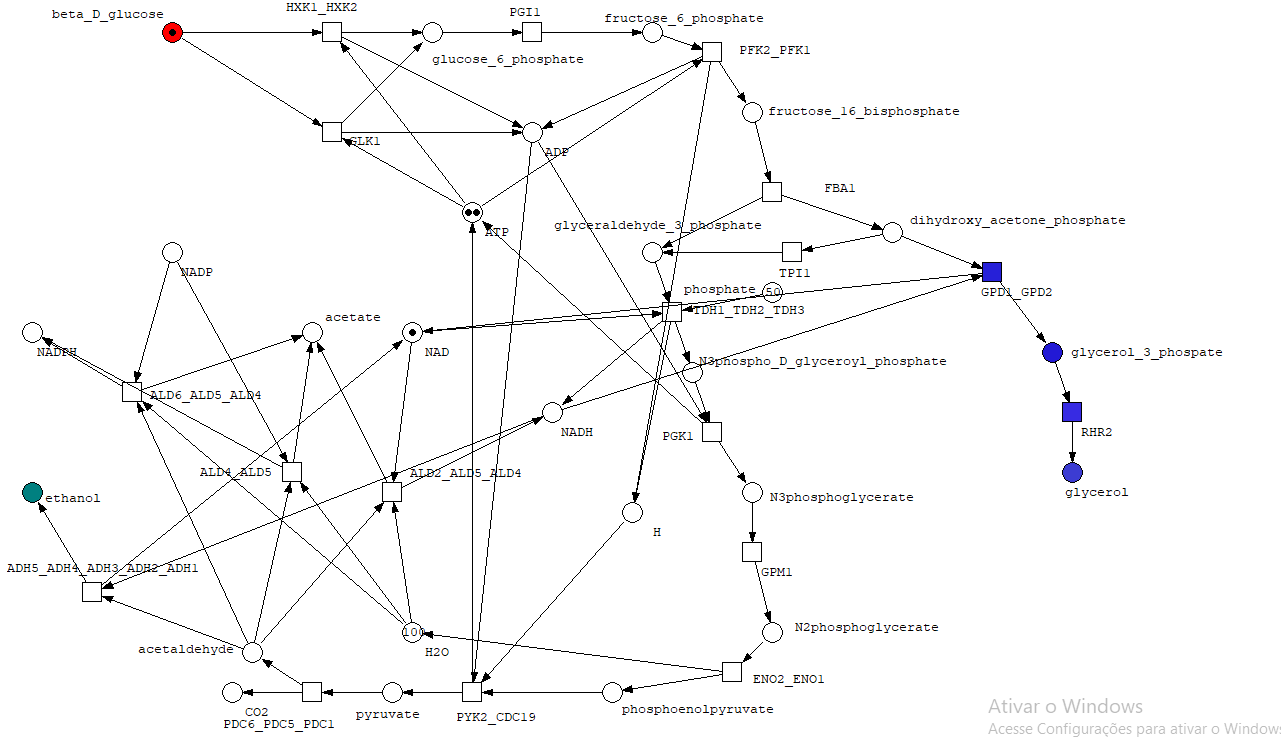 HXK1_HXK2
PGI1
beta_D_glucose
fructose_6_phosphate
PFK2_PFK1
glucose_6_phosphate
fructose_16_bisphosphate
GLK1
ADP
FBA1
dihydroxy_acetone_phosphate
glyceraldehyde_3_phosphate
ATP
NADP
TPI1
phosphate
50
GPD1_GPD2
TDH1_TDH2_TDH3
acetate
NADPH
NAD
glycerol_3_phospate
N3phospho_D_glyceroyl_phosphate
ALD6_ALD5_ALD4
NADH
PGK1
RHR2
ALD4_ALD5
ALD2_ALD5_ALD4
glycerol
ethanol
N3phosphoglycerate
H
ADH5_ADH4_ADH3_ADH2_ADH1
GPM1
N2phosphoglycerate
100
acetaldehyde
H2O
ENO2_ENO1
phosphoenolpyruvate
CO2
pyruvate
PYK2_CDC19
PDC6_PDC5_PDC1
Ativar o Windows
Acesse Configurações para ativar o Windows